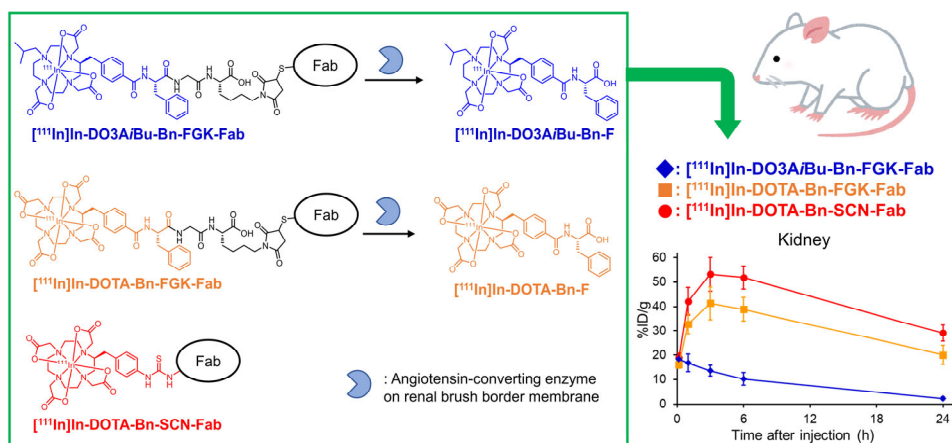 Fab
[¹¹¹In]In-DO3AiBu-Bn-FGK-Fab
[¹¹¹In]In-DO3AiBu-Bn-F
Fab
[¹¹¹In]In-DOTA-Bn-FGK-Fab
[¹¹¹In]In-DOTA-Bn-F
Fab
[¹¹¹In]In-DOTA-Bn-SCN-Fab
: Angiotensin-converting enzyme
on renal brush border membrane
: [¹¹¹In]In-DO3AiBu-Bn-FGK-Fab
: [¹¹¹In]In-DOTA-Bn-FGK-Fab
: [¹¹¹In]In-DOTA-Bn-SCN-Fab
Kidney
%ID/g
60
50
40
30
20
10
0
0 6 12 18 24
Time after injection (h)